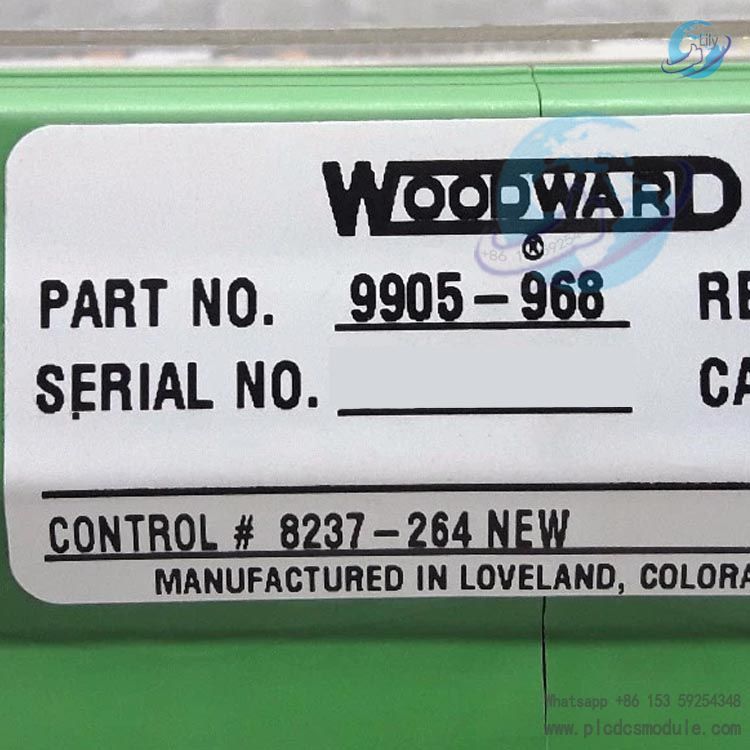 Lily
WOODWARD
®
PART NO. 9905-968 RE
SERIAL NO. CA
CONTROL # 8237-264 NEW
MANUFACTURED IN LOVELAND, COLORA
Whatsapp +86 153 59254348
www.plcdcsmodule.com